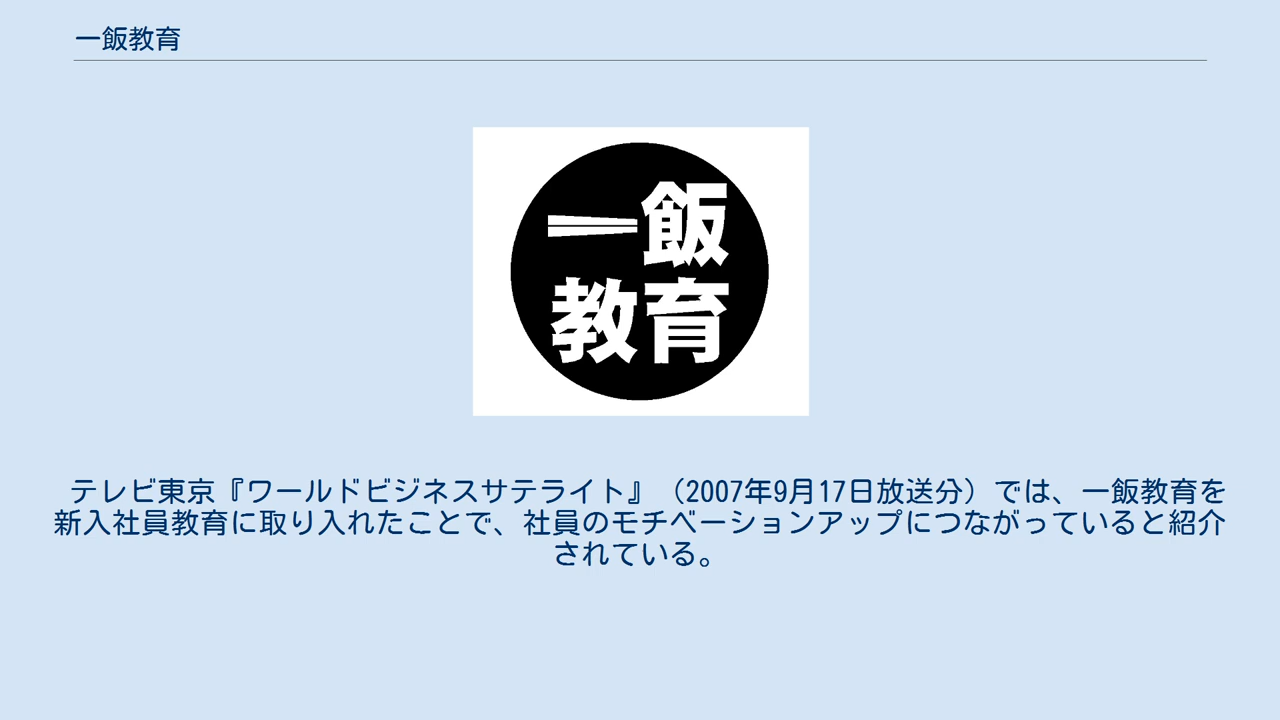 一飯教育
一飯
教育
テレビ東京『ワールドビジネスサテライト』（2007年9月17日放送分）では、一飯教育を
新入社員教育に取り入れたことで、社員のモチベーションアップにつながっていると紹介
されている。